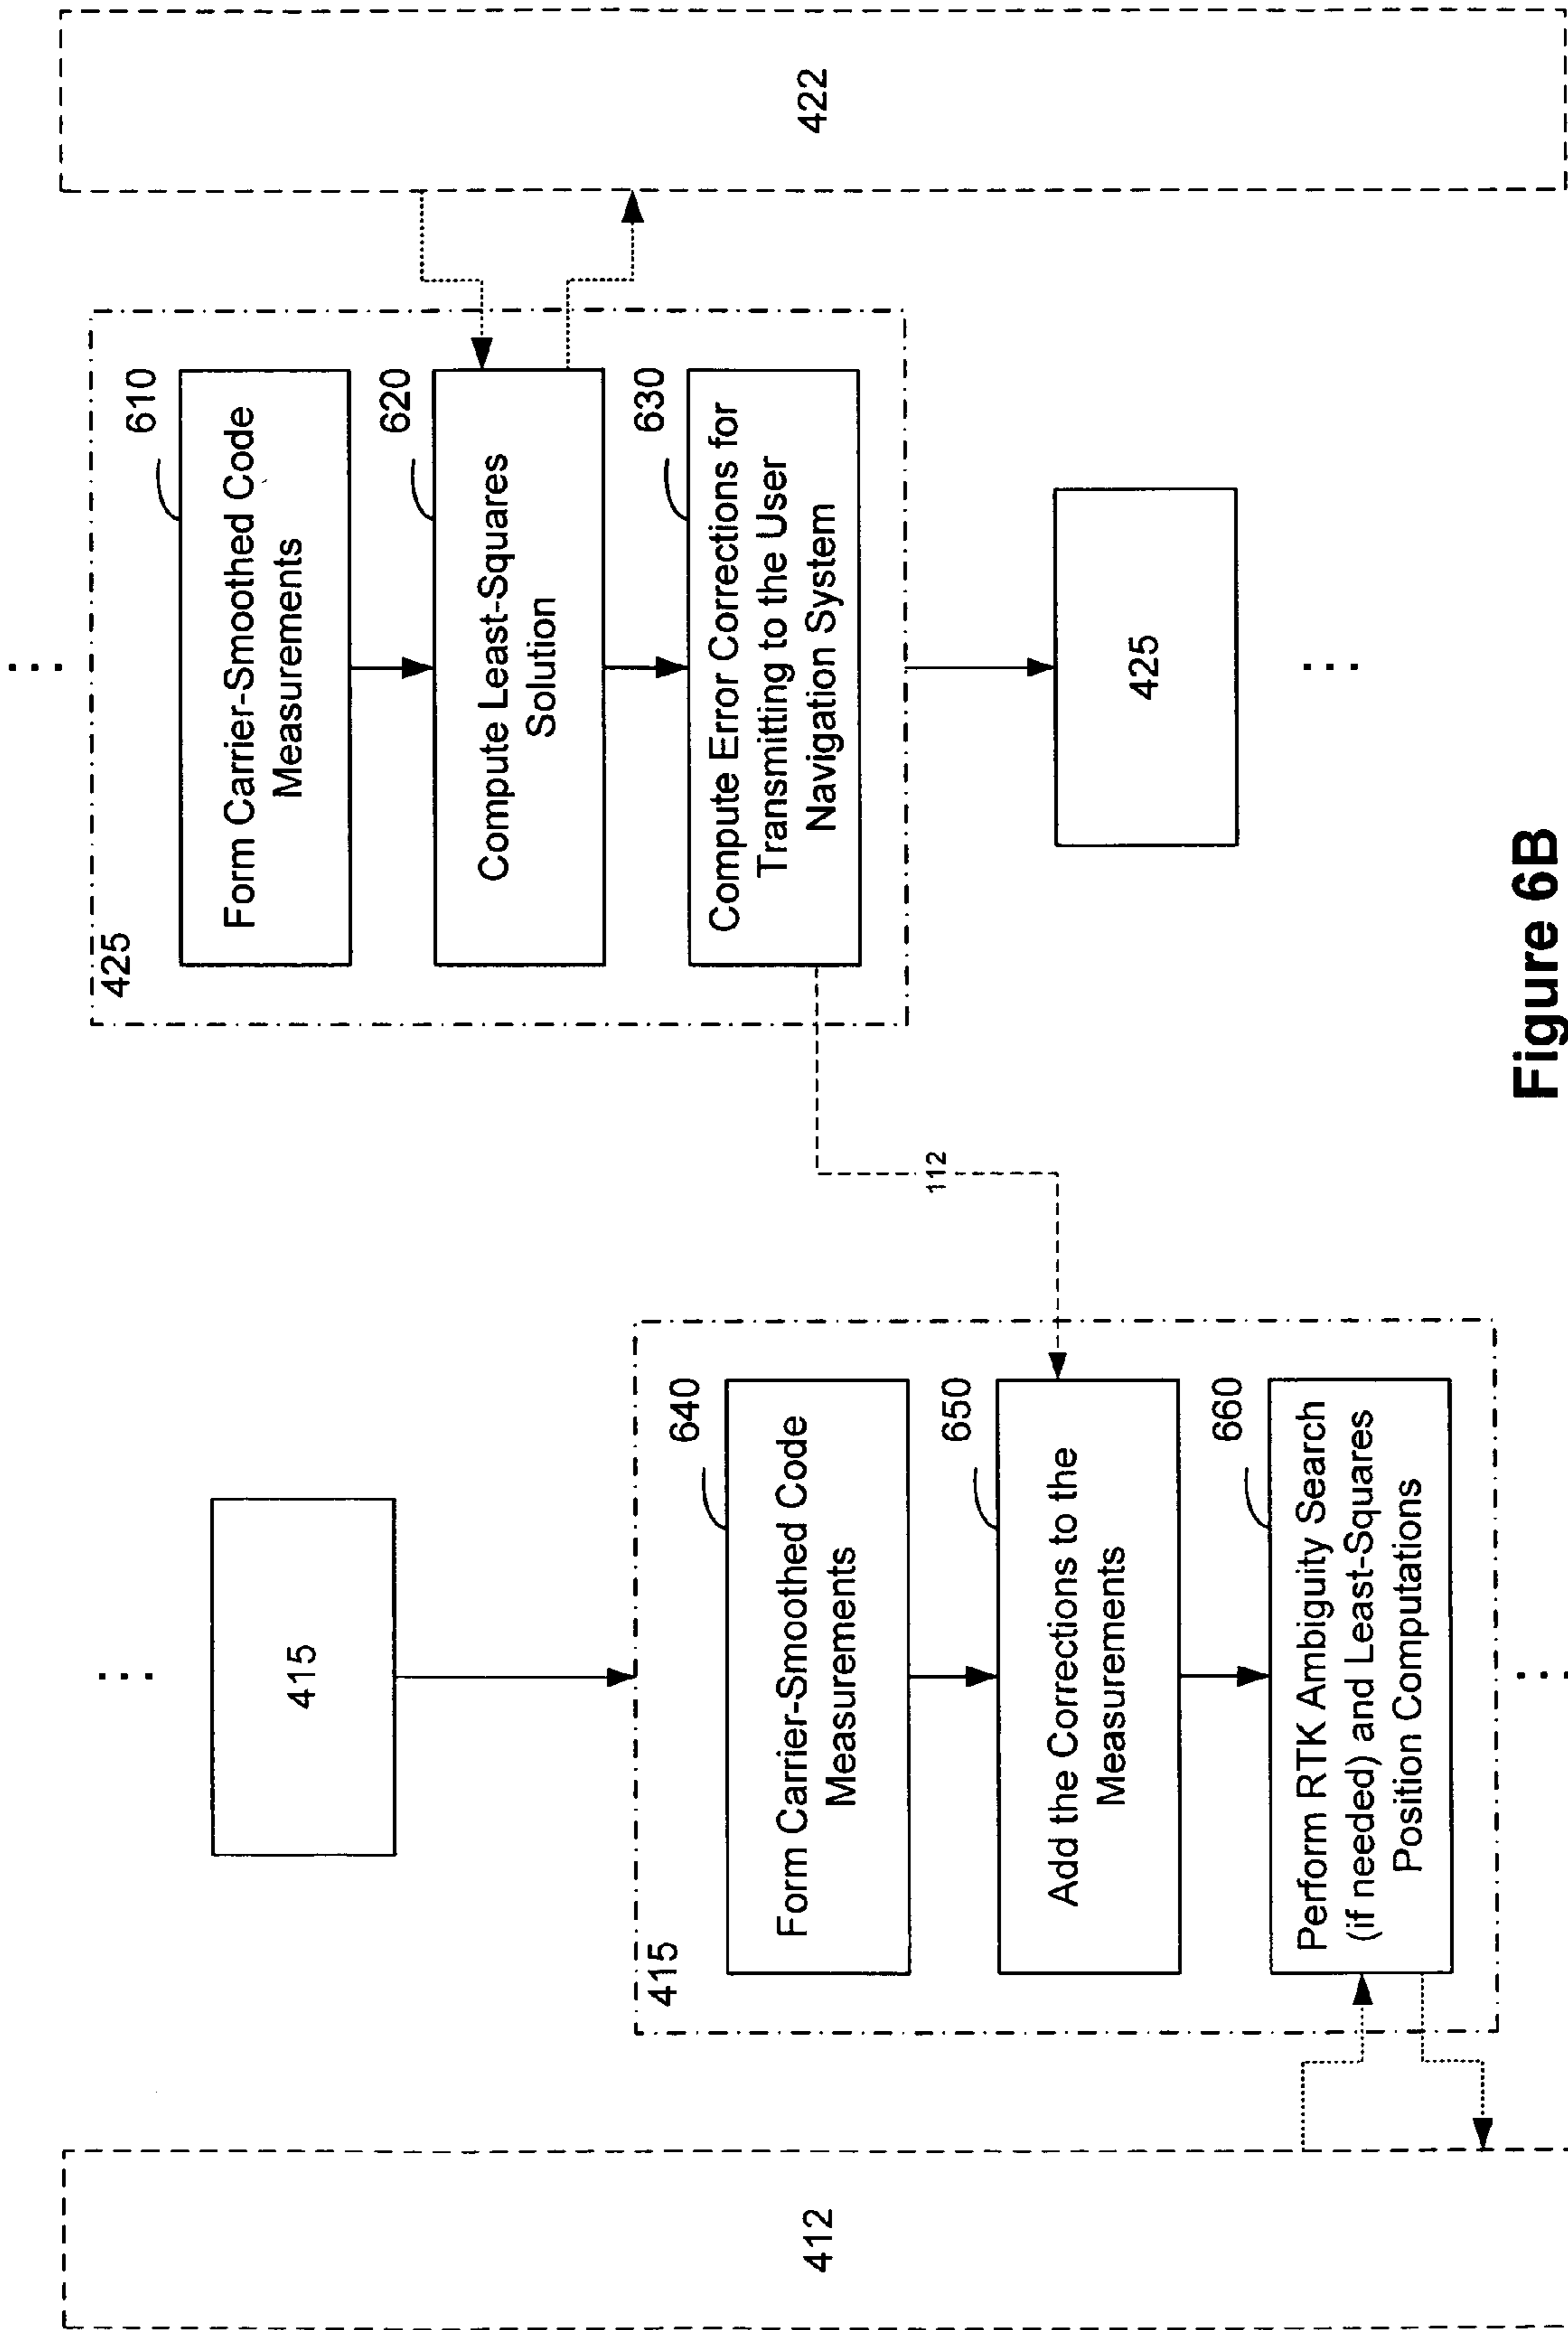 412
⋮
415
415
640
Form Carrier-Smoothed Code
Measurements
650
Add the Corrections to the
Measurements
660
Perform RTK Ambiguity Search
(if needed) and Least-Squares
Position Computations
⋮
112
⋮
425
610
Form Carrier-Smoothed Code
Measurements
620
Compute Least-Squares
Solution
630
Compute Error Corrections for
Transmitting to the User
Navigation System
425
⋮
422
Figure 6B